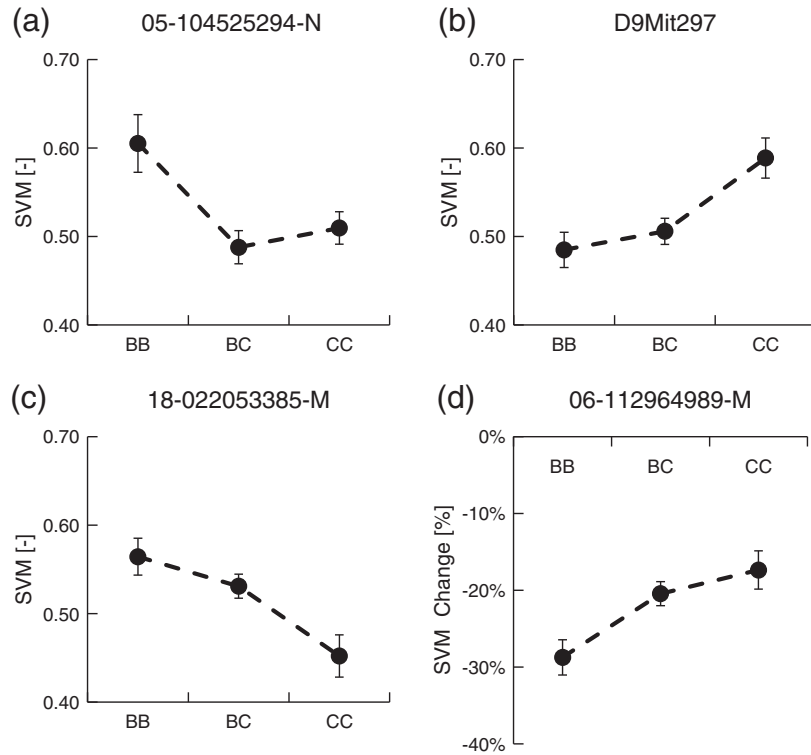 (a) 05-104525294-N
0.70
0.60
0.50
0.40
SVM [-]
BB BC CC
(b) D9Mit297
0.70
0.60
0.50
0.40
SVM [-]
BB BC CC
(c) 18-022053385-M
0.70
0.60
0.50
0.40
SVM [-]
BB BC CC
(d) 06-112964989-M
0%
-10%
-20%
-30%
-40%
SVM Change [%]
BB BC CC